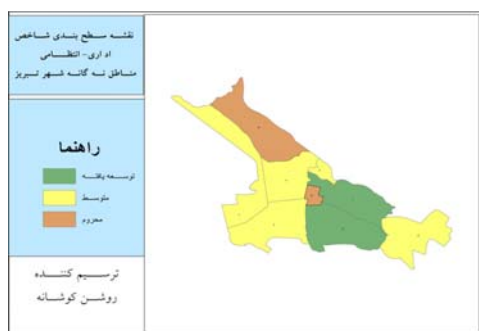 نقشه سطح بندی شاخص
اداری- انتظامی
مناطق نه گانه شهر تبریز
راهنما
توسعه یافته
متوسط
محروم
ترسیم کننده
روشن کوشانه